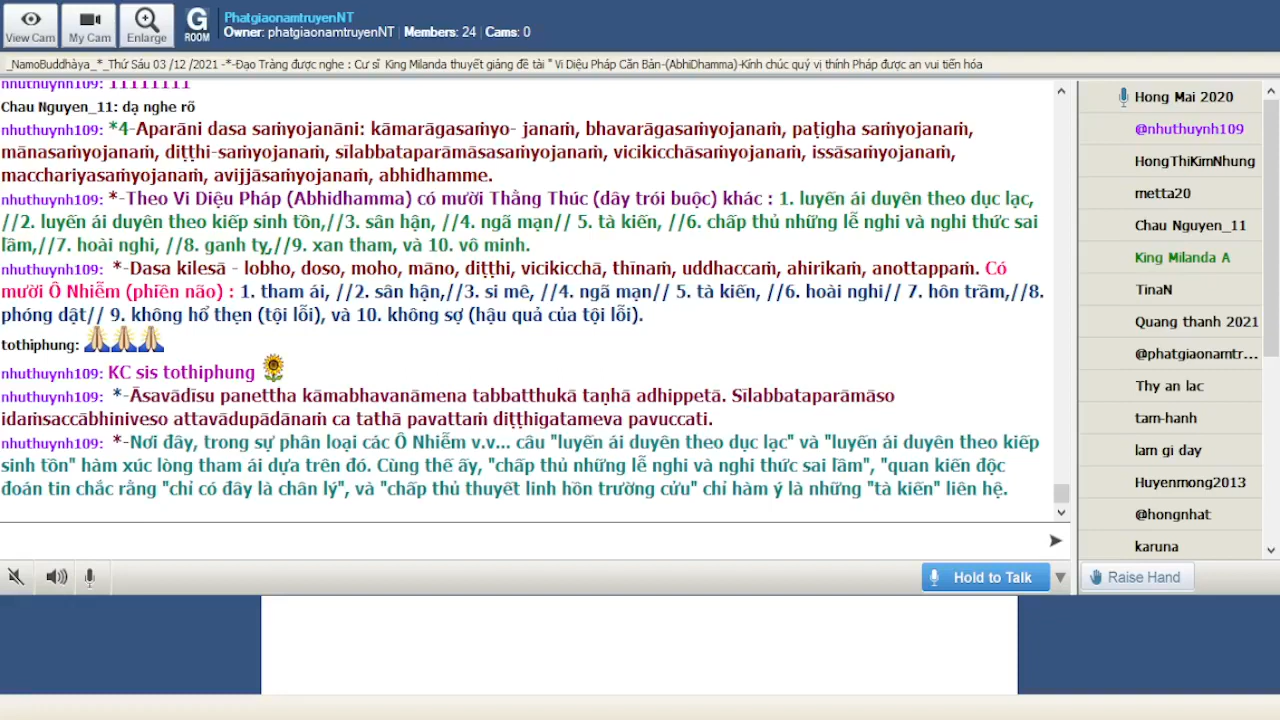 View Cam
My Cam
Enlarge
G
ROOM
PhatgiaonamtruyenNT
Owner: phatgiaonamtruyenNT | Members: 24 | Cams: 0
_NamoBuddhàya_*_Thứ Sáu 03 /12 /2021 -*-Đạo Tràng được nghe : Cư sĩ King Milanda thuyết giảng đề tài " Vi Diệu Pháp Căn Bản-(AbhiDhamma)-Kính chúc quý vị thính Pháp được an vui tiến hóa
nhuthuynh109: 11111111
Chau Nguyen_11: dạ nghe rõ
nhuthuynh109: *4-Aparāni dasa saṁyojanāni: kāmarāgasaṁyo- janaṁ, bhavarāgasaṁyojanaṁ, paṭigha saṁyojanaṁ,
mānasaṁyojanaṁ, diṭṭhi-saṁyojanaṁ, sīlabbataparāmāsasaṁyojanaṁ, vicikicchāsaṁyojanaṁ, issāsaṁyojanaṁ,
macchariyasaṁyojanaṁ, avijjāsaṁyojanaṁ, abhidhamme.
nhuthuynh109: *-Theo Vi Diệu Pháp (Abhidhamma) có mười Thằng Thúc (dây trói buộc) khác : 1. luyến ái duyên theo dục lạc,
//2. luyến ái duyên theo kiếp sinh tồn,//3. sân hận, //4. ngã mạn// 5. tà kiến, //6. chấp thủ những lễ nghi và nghi thức sai
lầm,//7. hoài nghi, //8. ganh tỵ,//9. xan tham, và 10. vô minh.
nhuthuynh109: *-Dasa kilesā - lobho, doso, moho, māno, diṭṭhi, vicikicchā, thīnaṁ, uddhaccaṁ, ahirikaṁ, anottappaṁ. Có
mười Ô Nhiễm (phiền não) : 1. tham ái, //2. sân hận,//3. si mê, //4. ngã mạn// 5. tà kiến, //6. hoài nghi// 7. hôn trầm,//8.
phóng dật// 9. không hổ thẹn (tội lỗi), và 10. không sợ (hậu quả của tội lỗi).
tothiphung:
nhuthuynh109: KC sis tothiphung
nhuthuynh109: *-Āsavādīsu panettha kāmabhavanāmena tabbatthukā taṇhā adhippetā. Sīlabbataparāmāso
idaṁsaccābhiniveso attavādupādānaṁ ca tathā pavattaṁ diṭṭhigatameva pavuccati.
nhuthuynh109: *-Nơi đây, trong sự phân loại các Ô Nhiễm v.v... câu "luyến ái duyên theo dục lạc" và "luyến ái duyên theo kiếp
sinh tồn" hàm xúc lòng tham ái dựa trên đó. Cùng thế ấy, "chấp thủ những lễ nghi và nghi thức sai lầm", "quan kiến độc
đoán tin chắc rằng "chỉ có đây là chân lý", và "chấp thủ thuyết linh hồn trường cửu" chỉ hàm ý là những "tà kiến" liên hệ.
Hold to Talk
Hong Mai 2020
@nhuthuynh109
HongThiKimNhung
metta20
Chau Nguyen_11
King Milanda A
TinaN
Quang thanh 2021
@phatgiaonamtr...
Thy an lac
tam-hanh
lam gi day
Huyenmong2013
@hongnhat
karuna
Raise Hand